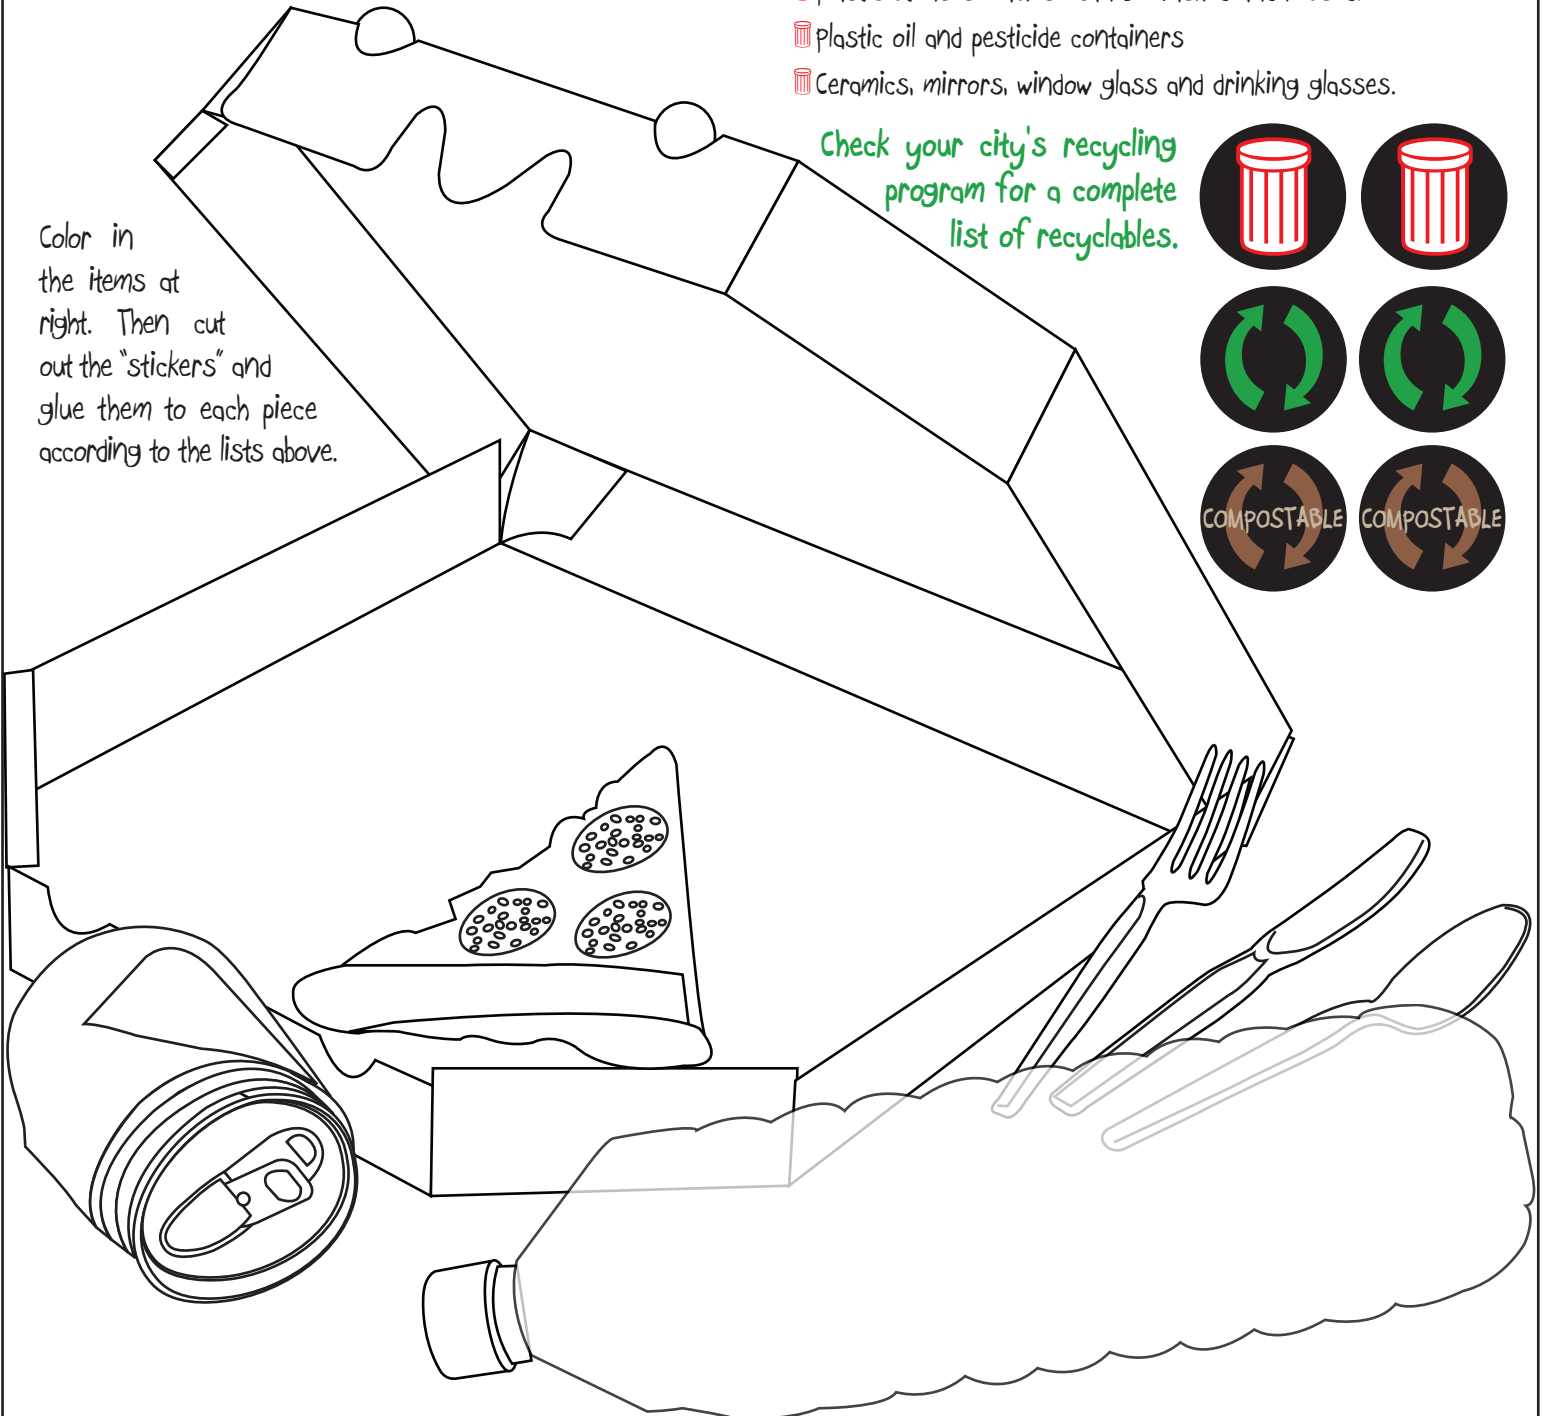 Plastic oil and pesticide containers
Ceramics, mirrors, window glass and drinking glasses.
Check your city's recycling
program for a complete
list of recyclables.
Color in
the items at
right. Then cut
out the "stickers" and
glue them to each piece
according to the lists above.
COMPOSTABLE
COMPOSTABLE